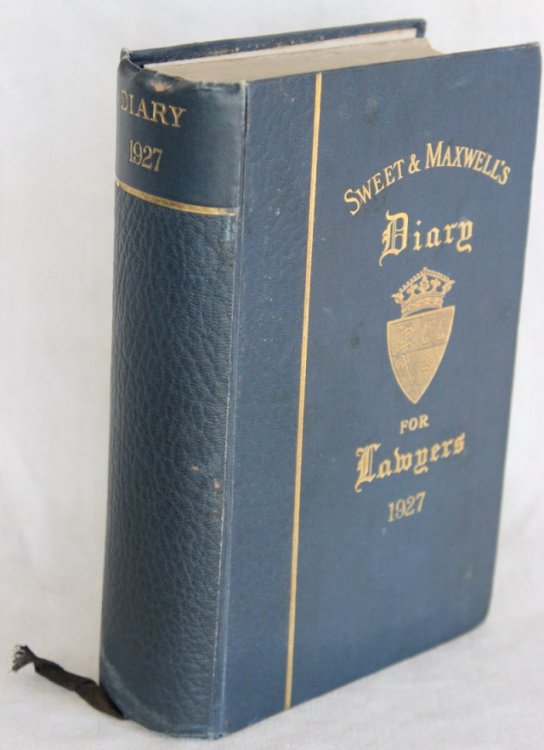 DIARY
1927
SWEET & MAXWELL'S
Diary
FOR
Lawyers
1927